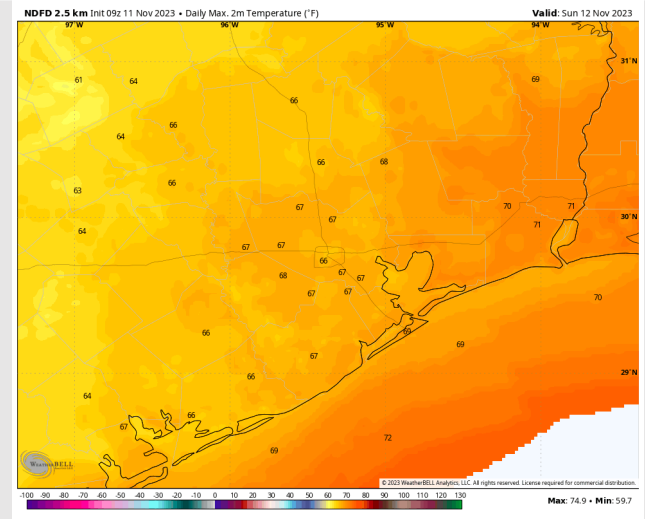 NDFD 2.5 km Init 09z 11 Nov 2023 • Daily Max. 2m Temperature (°F)
Valid: Sun 12 Nov 2023
97°W 96°W 95°W 94°W
31°N
61 64 69
66
64 66
66 68
63 66
67 70 71
67 30°N
64 71
67 67
66
68 67 67
67 67
70
66 69
69
67
29°N
66
64
67 66
72
69
WeatherBELL
© 2023 WeatherBELL Analytics, LLC. All rights reserved. License required for commercial distribution.
-100 -90 -80 -70 -60 -50 -40 -30 -20 -10 0 10 20 30 40 50 60 70 80 90 100 110 120 130
Max: 74.9 • Min: 59.7